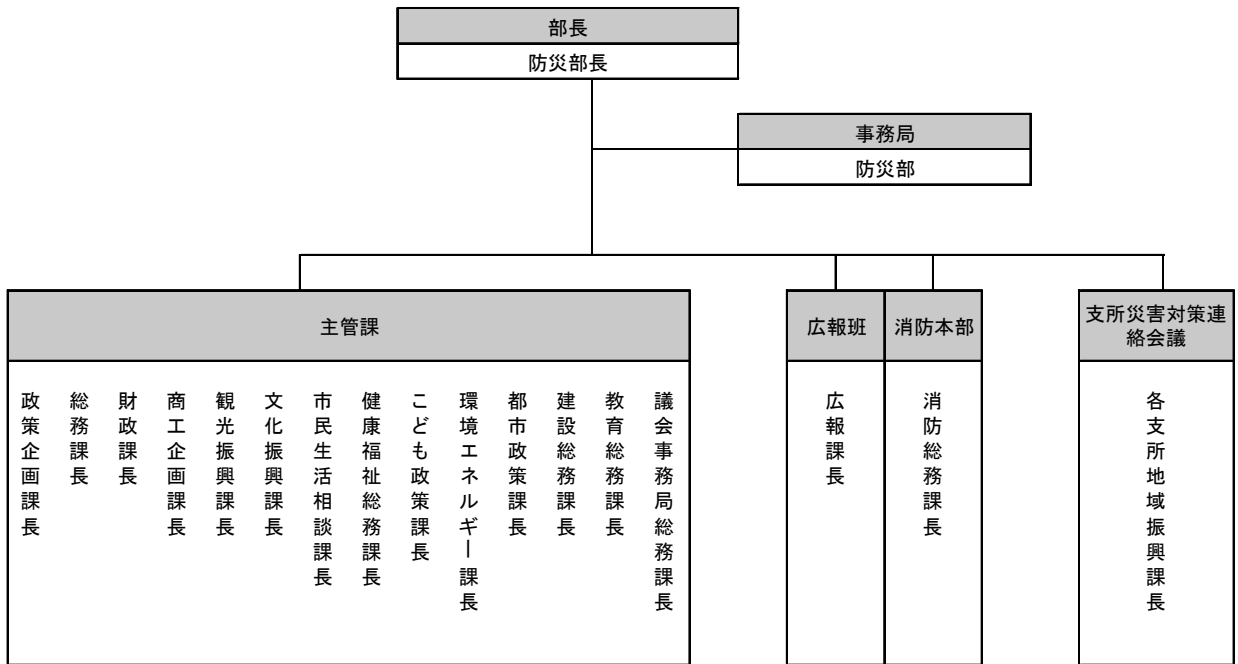 部長
防災部長
事務局
防災部
主管課
政策企画課長
総務課長
財政課長
商工企画課長
観光振興課長
文化振興課長
市民生活相談課長
健康福祉総務課長
こども政策課長
環境エネルギー課長
都市政策課長
建設総務課長
教育総務課長
議会事務局総務課長
広報班
広報課長
消防本部
消防総務課長
支所災害対策連
絡会議
各支所地域振興課長